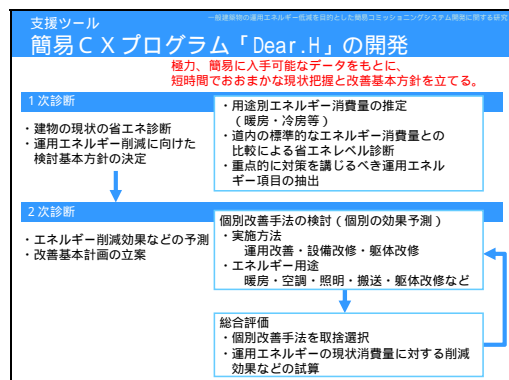 支援ツール
一般建築物の運用エネルギー低減を目的とした簡易コミッショニングシステム開発に関する研究
簡易ＣＸプログラム「Dear.H」の開発
極力、簡易に入手可能なデータをもとに、
短時間でおおまかな現状把握と改善基本方針を立てる。
１次診断
・建物の現状の省エネ診断
・運用エネルギー削減に向けた
検討基本方針の決定
・用途別エネルギー消費量の推定
（暖房・冷房等）
・道内の標準的なエネルギー消費量との
比較による省エネレベル診断
・重点的に対策を講じるべき運用エネル
ギー項目の抽出
２次診断
・エネルギー削減効果などの予測
・改善基本計画の立案
個別改善手法の検討（個別の効果予測）
・実施方法
運用改善・設備改修・躯体改修
・エネルギー用途
暖房・空調・照明・搬送・躯体改修など
総合評価
・個別改善手法を取捨選択
・運用エネルギーの現状消費量に対する削減
効果などの試算